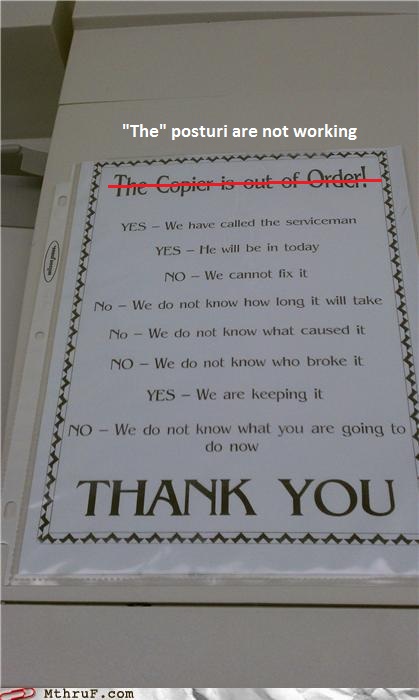 "The" posturi are not working
The Copier is out of Order!
YES – We have called the serviceman
YES – He will be in today
NO – We cannot fix it
No – We do not know how long it will take
No – We do not know what caused it
NO – We do not know who broke it
YES – We are keeping it
NO – We do not know what you are going to
do now
THANK YOU
MthruF.com